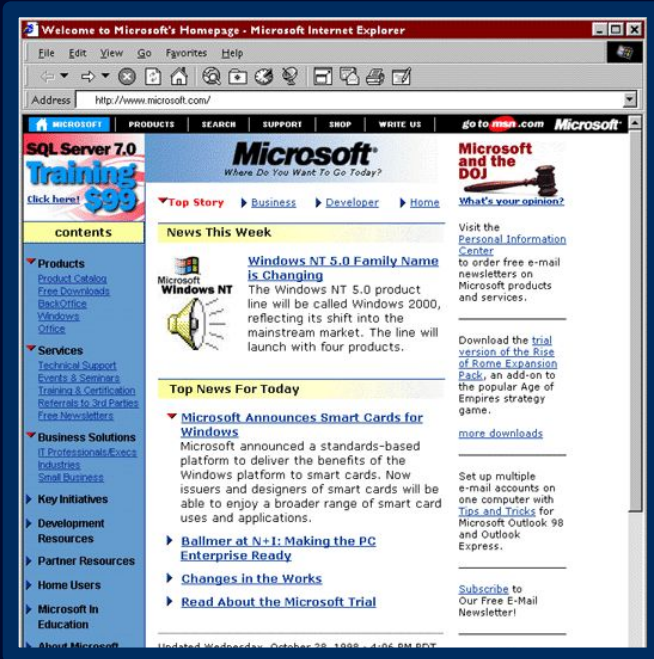 Welcome to Microsoft's Homepage - Microsoft Internet Explorer
File Edit View Go Favorites Help
Address http://www.microsoft.com/
MICROSOFT PRODUCTS SEARCH SUPPORT SHOP WRITE US go to msn.com Microsoft
SQL Server 7.0
Training
$99
Click here!
Microsoft
Where Do You Want To Go Today?
Top Story Business Developer Home
contents
Products
Product Catalog
Free Downloads
BackOffice
Windows
Office
Services
Technical Support
Events & Seminars
Training & Certification
Referrals to 3rd Parties
Free Newsletters
Business Solutions
IT Professionals/Execs
Industries
Small Business
Key Initiatives
Development
Resources
Partner Resources
Home Users
Microsoft In
Education
About Microsoft
News This Week
Microsoft
Windows NT
Windows NT 5.0 Family Name
is Changing
The Windows NT 5.0 product
line will be called Windows 2000,
reflecting its shift into the
mainstream market. The line will
launch with four products.
Top News For Today
Microsoft Announces Smart Cards for
Windows
Microsoft announced a standards-based
platform to deliver the benefits of the
Windows platform to smart cards. Now
issuers and designers of smart cards will be
able to enjoy a broader range of smart card
uses and applications.
Ballmer at N+I: Making the PC
Enterprise Ready
Changes in the Works
Read About the Microsoft Trial
Updated Wednesday, October 28, 1998 - 4:06 PM PDT
Microsoft
and the
DOJ
What's your opinion?
Visit the
Personal Information
Center
to order free e-mail
newsletters on
Microsoft products
and services.
Download the trial
version of the Rise
of Rome Expansion
Pack, an add-on to
the popular Age of
Empires strategy
game.
more downloads
Set up multiple
e-mail accounts on
one computer with
Tips and Tricks for
Microsoft Outlook 98
and Outlook
Express.
Subscribe to
Our Free E-Mail
Newsletter!